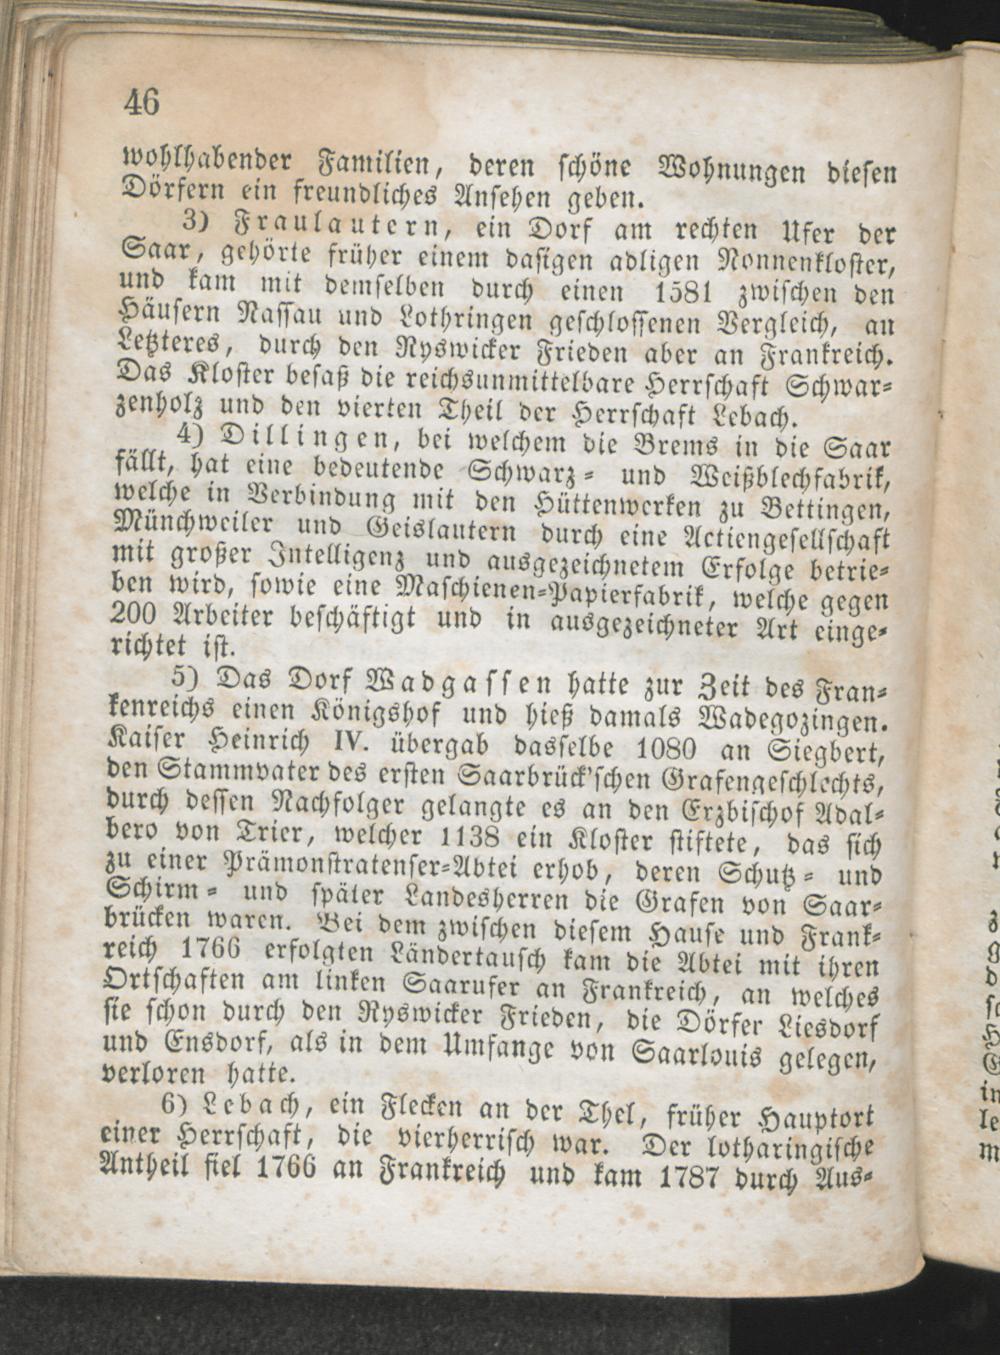 46
wohlhabender Familien, deren schöne Wohnungen diesen
Dörfern ein freundliches Ansehen geben.
3) Fraulautern, ein Dorf am rechten Ufer der
Saar, gehörte früher einem dasigen adligen Nonnenkloster,
und kam mit demselben durch einen 1581 zwischen den
Häusern Nassau und Lothringen geschlossenen Vergleich, an
Letzteres, durch den Ryswicker Frieden aber an Frankreich.
Das Kloster besaß die reichsunmittelbare Herrschaft Schwar-
zenholz und den vierten Theil der Herrschaft Lebach.
4) Dillingen, bei welchem die Brems in die Saar
fällt, hat eine bedeutende Schwarz- und Weißblechfabrik,
welche in Verbindung mit den Hüttenwerken zu Bettingen,
Münchweiler und Geislautern durch eine Actiengesellschaft
mit großer Intelligenz und ausgezeichnetem Erfolge betrie-
ben wird, sowie eine Maschienen-Papierfabrik, welche gegen
200 Arbeiter beschäftigt und in ausgezeichneter Art einge-
richtet ist.
5) Das Dorf Wadgassen hatte zur Zeit des Fran-
kenreichs einen Königshof und hieß damals Wadegozingen.
Kaiser Heinrich IV. übergab dasselbe 1080 an Siegbert,
den Stammvater des ersten Saarbrück'schen Grafengeschlechts,
durch dessen Nachfolger gelangte es an den Erzbischof Adal-
bero von Trier, welcher 1138 ein Kloster stiftete, das sich
zu einer Prämonstratenser-Abtei erhob, deren Schutz- und
Schirm- und später Landesherren die Grafen von Saar-
brücken waren. Bei dem zwischen diesem Hause und Frank-
reich 1766 erfolgten Ländertausch kam die Abtei mit ihren
Ortschaften am linken Saarufer an Frankreich, an welches
sie schon durch den Ryswicker Frieden, die Dörfer Liesdorf
und Ensdorf, als in dem Umfange von Saarlouis gelegen,
verloren hatte.
6) Lebach, ein Flecken an der Thel, früher Hauptort
einer Herrschaft, die vierherrisch war. Der lotharingische
Antheil fiel 1766 an Frankreich und kam 1787 durch Aus-